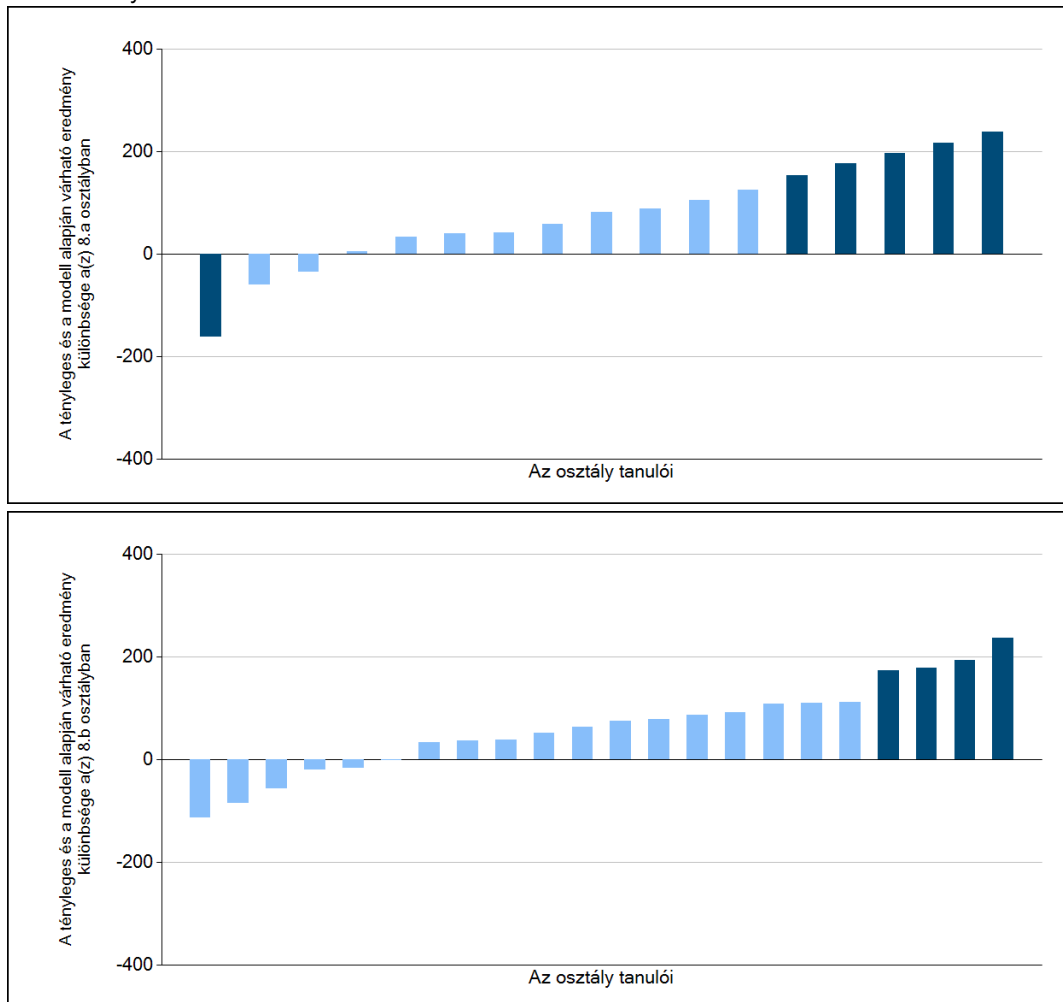 400
200
0
-200
-400
A tényleges és a modell alapján várható eredmény
különbsége a(z) 8.a osztályban
Az osztály tanulói
400
200
0
-200
-400
A tényleges és a modell alapján várható eredmény
különbsége a(z) 8.b osztályban
Az osztály tanulói